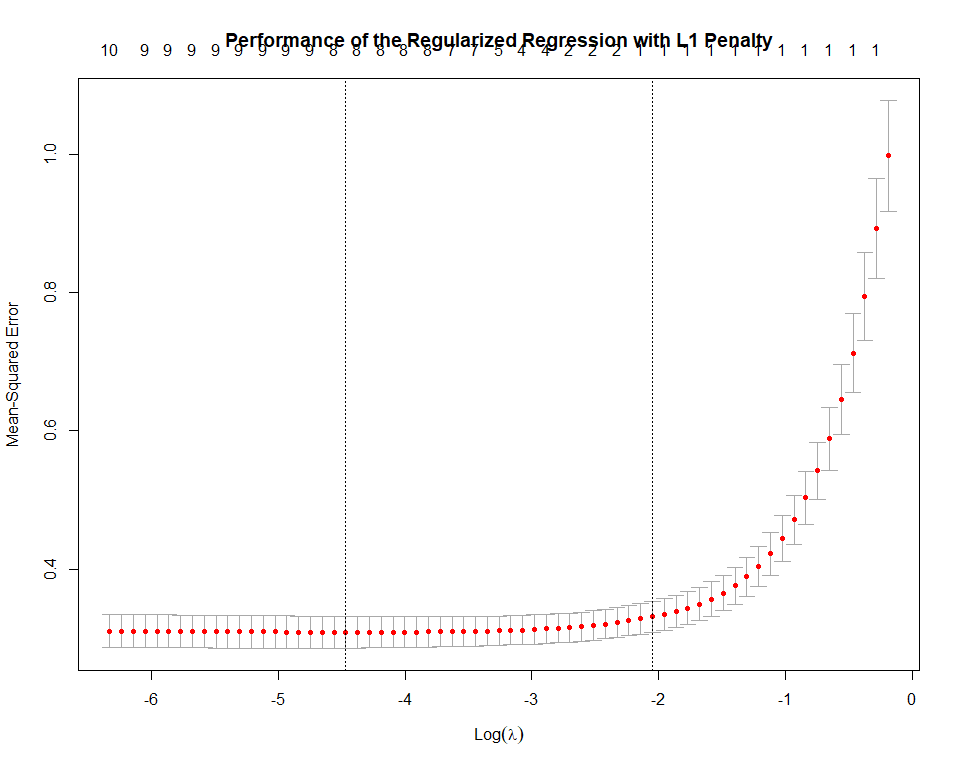 Performance of the Regularized Regression with L1 Penalty
10 9 9 9 9 9 9 9 9 8 8 8 8 8 7 7 5 4 4 2 2 2 1 1 1 1 1 1 1 1 1 1 1
1.0
0.8
0.6
0.4
Mean-Squared Error
-6 -5 -4 -3 -2 -1 0
Log(λ)